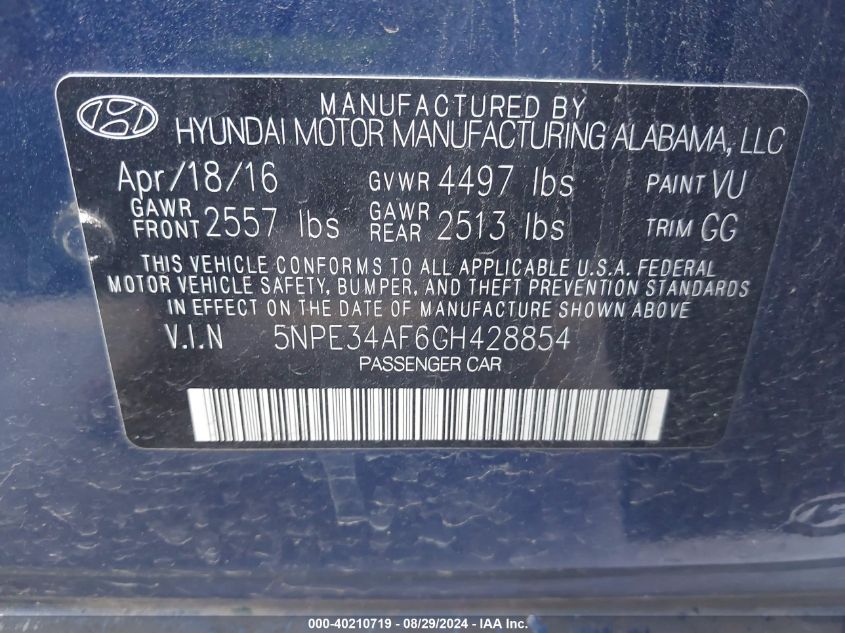 MANUFACTURED BY
HYUNDAI MOTOR MANUFACTURING ALABAMA, LLC
Apr/18/16 GVWR 4497 lbs PAINT VU
GAWR FRONT 2557 lbs GAWR REAR 2513 lbs TRIM GG
THIS VEHICLE CONFORMS TO ALL APPLICABLE U.S.A. FEDERAL
MOTOR VEHICLE SAFETY, BUMPER, AND THEFT PREVENTION STANDARDS
IN EFFECT ON THE DATE OF MANUFACTURE SHOWN ABOVE
V.I.N 5NPE34AF6GH428854
PASSENGER CAR
000-40210719 - 08/29/2024 - IAA Inc.